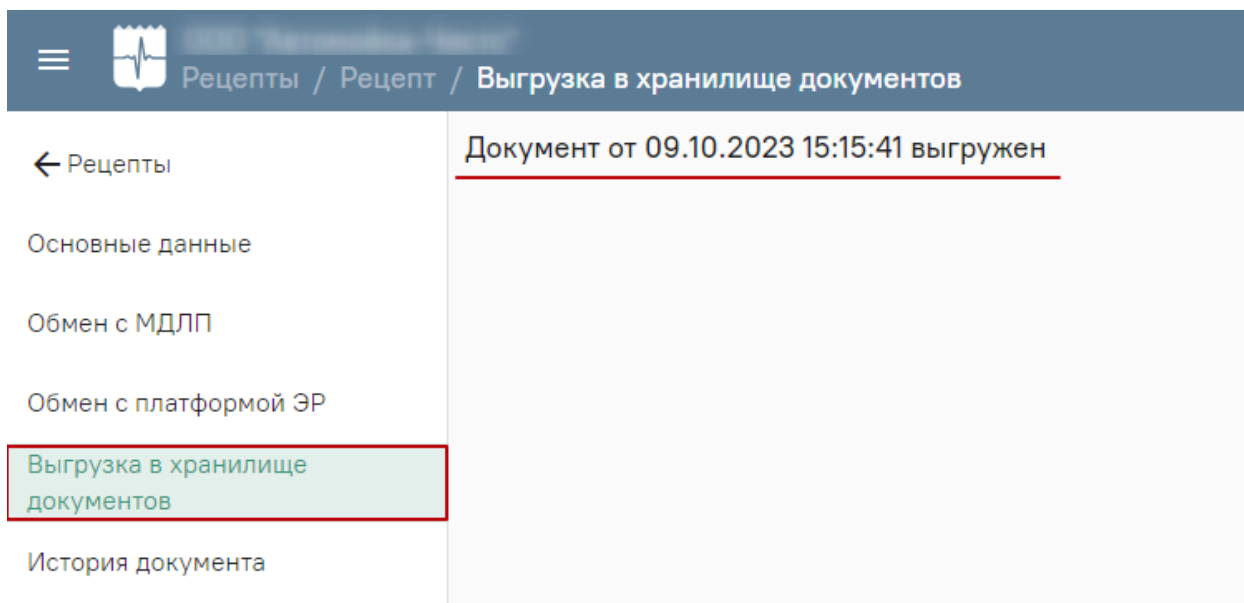 Рецепты / Рецепт / Выгрузка в хранилище документов
← Рецепты
Документ от 09.10.2023 15:15:41 выгружен
Основные данные
Обмен с МДЛП
Обмен с платформой ЭР
Выгрузка в хранилище
документов
История документа